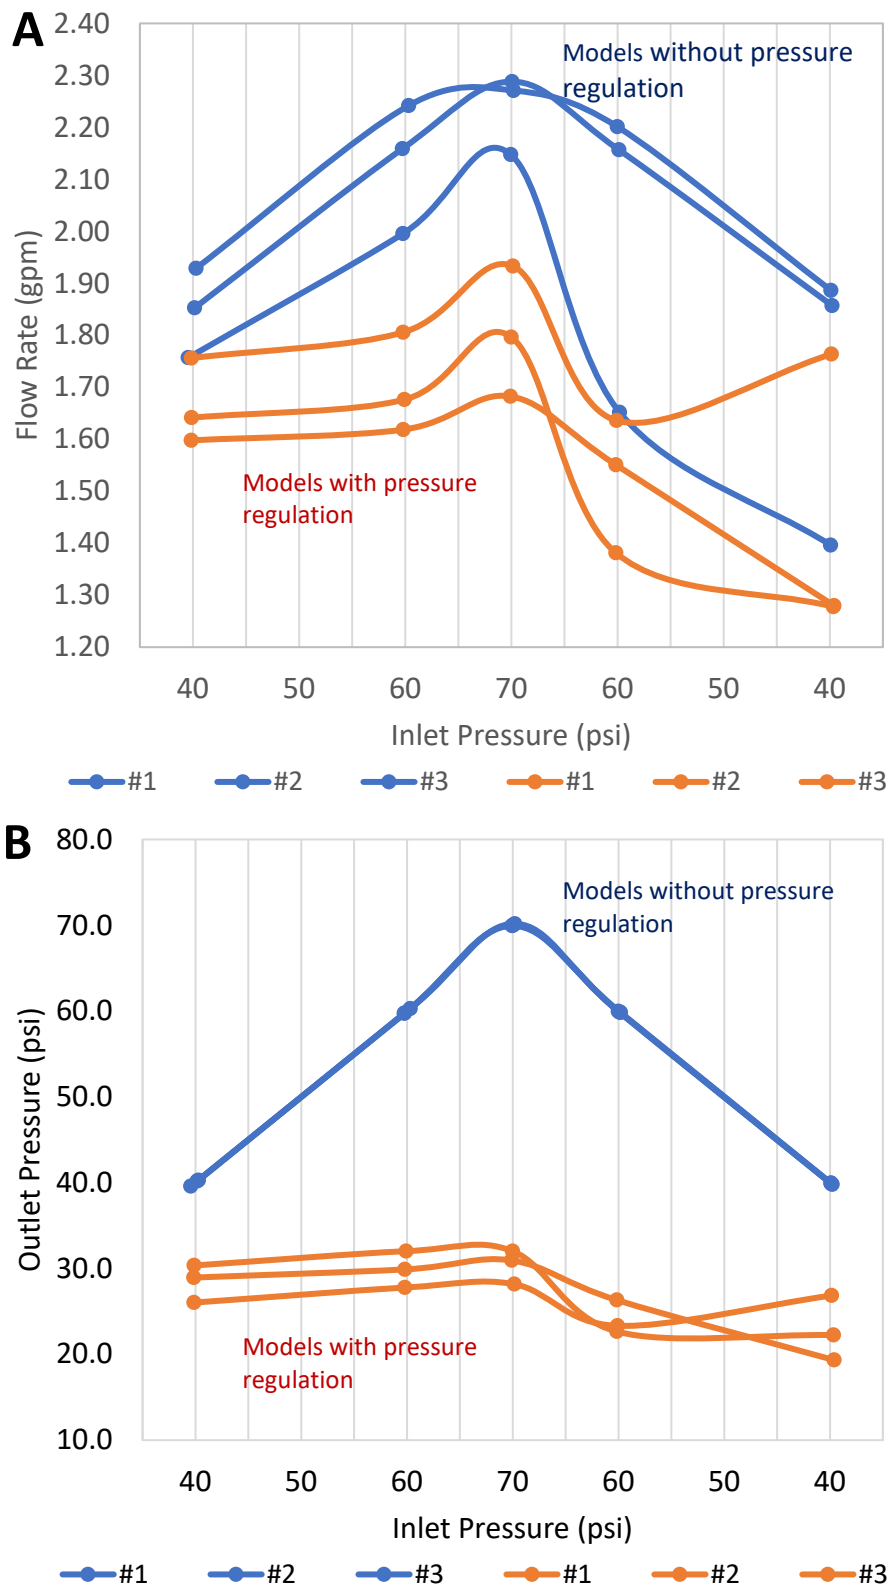 A
2.40
2.30
2.20
2.10
2.00
1.90
1.80
1.70
1.60
1.50
1.40
1.30
1.20
Flow Rate (gpm)
Models without pressure
regulation
Models with pressure
regulation
40 50 60 70 60 50 40
Inlet Pressure (psi)
#1 #2 #3 #1 #2 #3
B
80.0
70.0
60.0
50.0
40.0
30.0
20.0
10.0
Outlet Pressure (psi)
Models without pressure
regulation
Models with pressure
regulation
40 50 60 70 60 50 40
Inlet Pressure (psi)
#1 #2 #3 #1 #2 #3